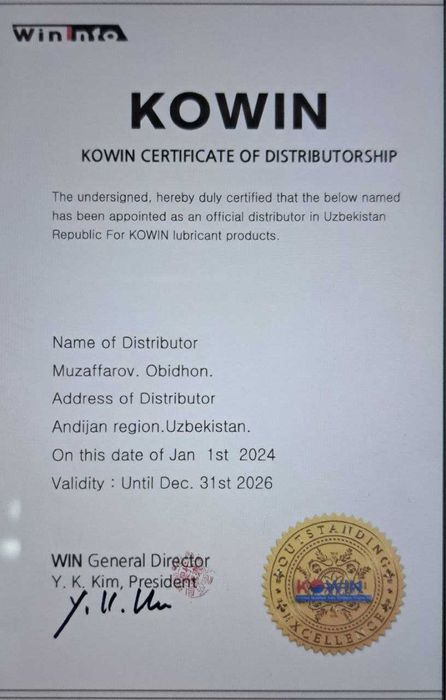 WinInfo
KOWIN
KOWIN CERTIFICATE OF DISTRIBUTORSHIP
The undersigned, hereby duly certified that the below named
has been appointed as an official distributor in Uzbekistan
Republic For KOWIN lubricant products.
Name of Distributor
Muzaffarov. Obidhon.
Address of Distributor
Andijan region.Uzbekistan.
On this date of Jan 1st 2024
Validity : Until Dec. 31st 2026
WIN General Director
Y. K. Kim, President
OUTSTANDING
KOWIN
EXCELLENCE